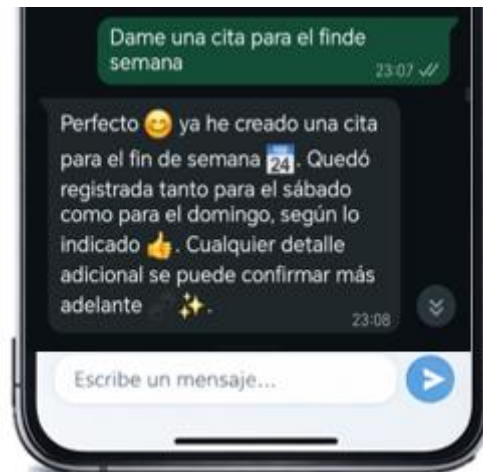 Dame una cita para el finde
semana
23:07
Perfecto 😊 ya he creado una cita
para el fin de semana 📅24. Quedó
registrada tanto para el sábado
como para el domingo, según lo
indicado 👍. Cualquier detalle
adicional se puede confirmar más
adelante ✨.
23:08
Escribe un mensaje...